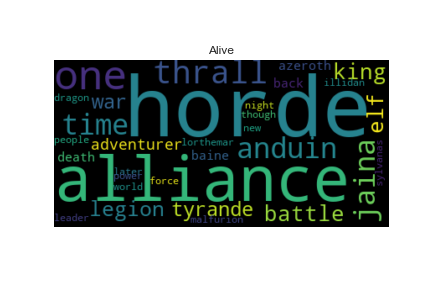 Alive
one
thrall
azeroth
king
back
illidan
dragon
war
horde
night
though
new
elf
time
people
adventurer
lorthemar
anduin
death
baine
jaina
sylvanas
alliance
later
power
world
force
legion
tyrande
battle
leader
malfurion